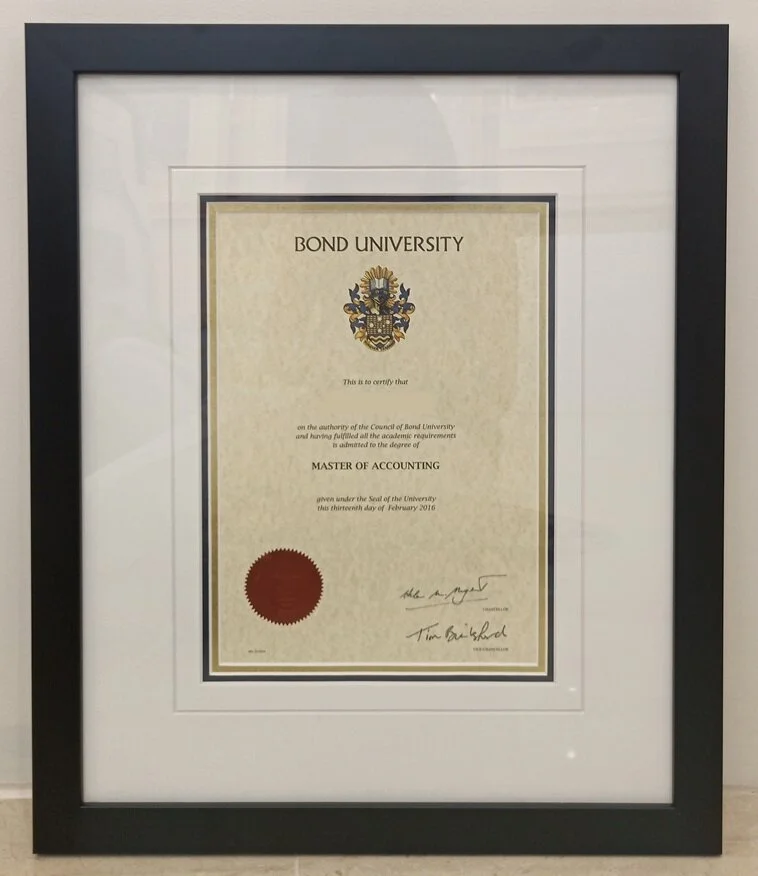 BOND UNIVERSITY
This is to certify that
on the authority of the Council of Bond University
and having fulfilled all the academic requirements
is admitted to the degree of
MASTER OF ACCOUNTING
given under the Seal of the University
this thirteenth day of February 2016
CHANCELLOR
Tim Brailsford
VICE-CHANCELLOR